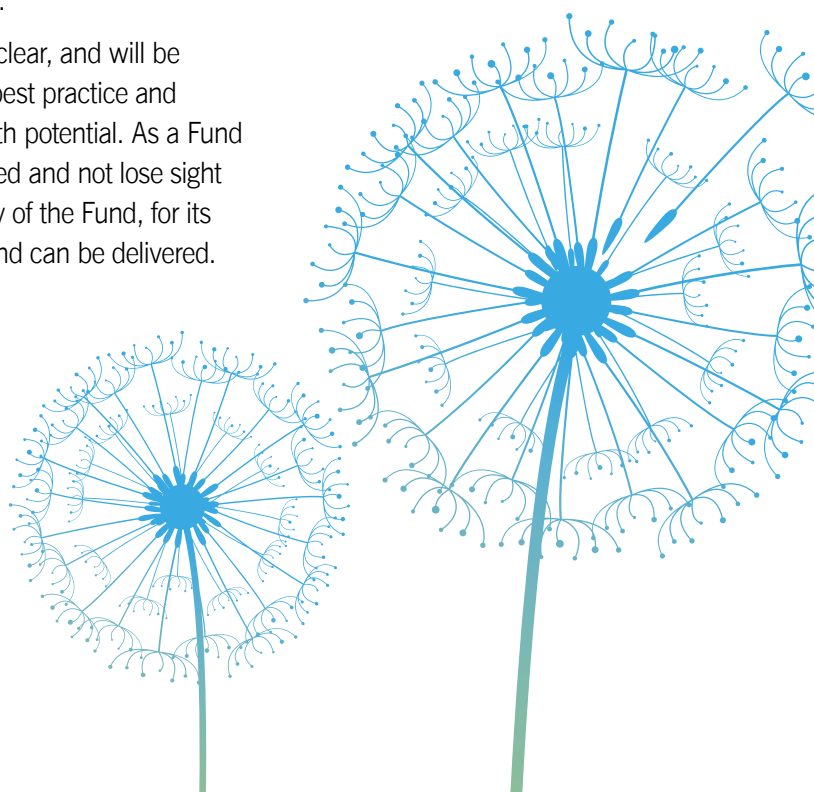 .
clear, and will be
best practice and
th potential. As a Fund
ed and not lose sight
y of the Fund, for its
nd can be delivered.